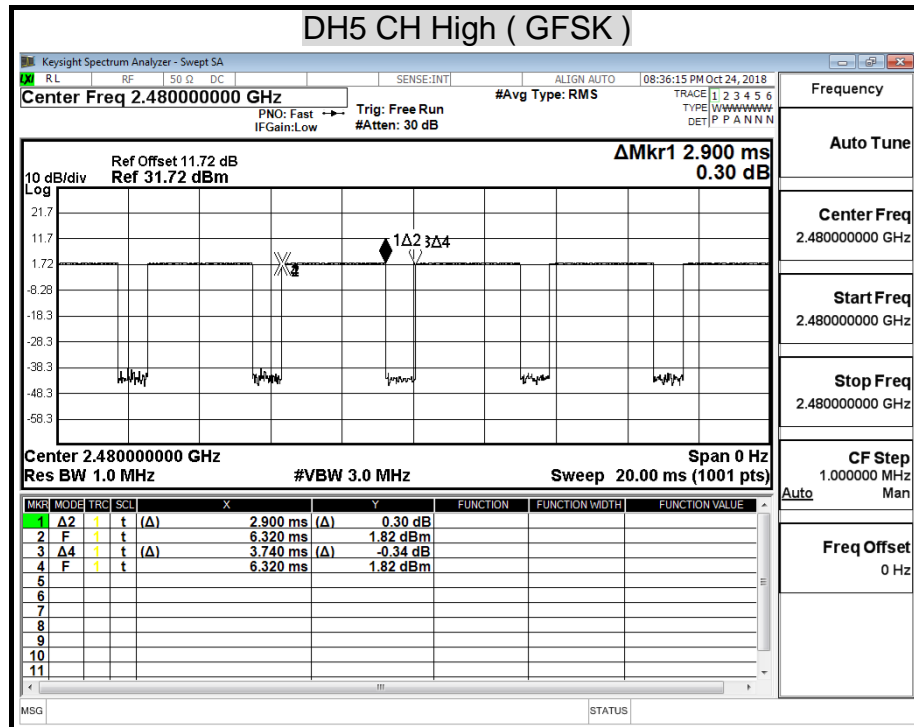 DH5 CH High ( GFSK )
Keysight Spectrum Analyzer - Swept SA
LXI RL RF 50 Ω DC SENSE:INT ALIGN AUTO 08:36:15 PM Oct 24, 2018
Center Freq 2.480000000 GHz
PNO: Fast
IFGain:Low
Trig: Free Run
#Atten: 30 dB
#Avg Type: RMS
TRACE 1 2 3 4 5 6
TYPE WWWWWW
DET P P A N N N
ΔMkr1 2.900 ms
0.30 dB
Ref Offset 11.72 dB
10 dB/div Ref 31.72 dBm
Log
21.7
11.7
1.72
-8.28
-18.3
-28.3
-38.3
-48.3
-58.3
1Δ2 3Δ4
Center 2.480000000 GHz Span 0 Hz
Res BW 1.0 MHz #VBW 3.0 MHz Sweep 20.00 ms (1001 pts)
MKR MODE TRC SCL X Y FUNCTION FUNCTION WIDTH FUNCTION VALUE
1 Δ2 1 t (Δ) 2.900 ms (Δ) 0.30 dB
2 F 1 t 6.320 ms 1.82 dBm
3 Δ4 1 t (Δ) 3.740 ms (Δ) -0.34 dB
4 F 1 t 6.320 ms 1.82 dBm
5
6
7
8
9
10
11
MSG STATUS
Frequency
Auto Tune
Center Freq
2.480000000 GHz
Start Freq
2.480000000 GHz
Stop Freq
2.480000000 GHz
CF Step
1.000000 MHz
Auto Man
Freq Offset
0 Hz